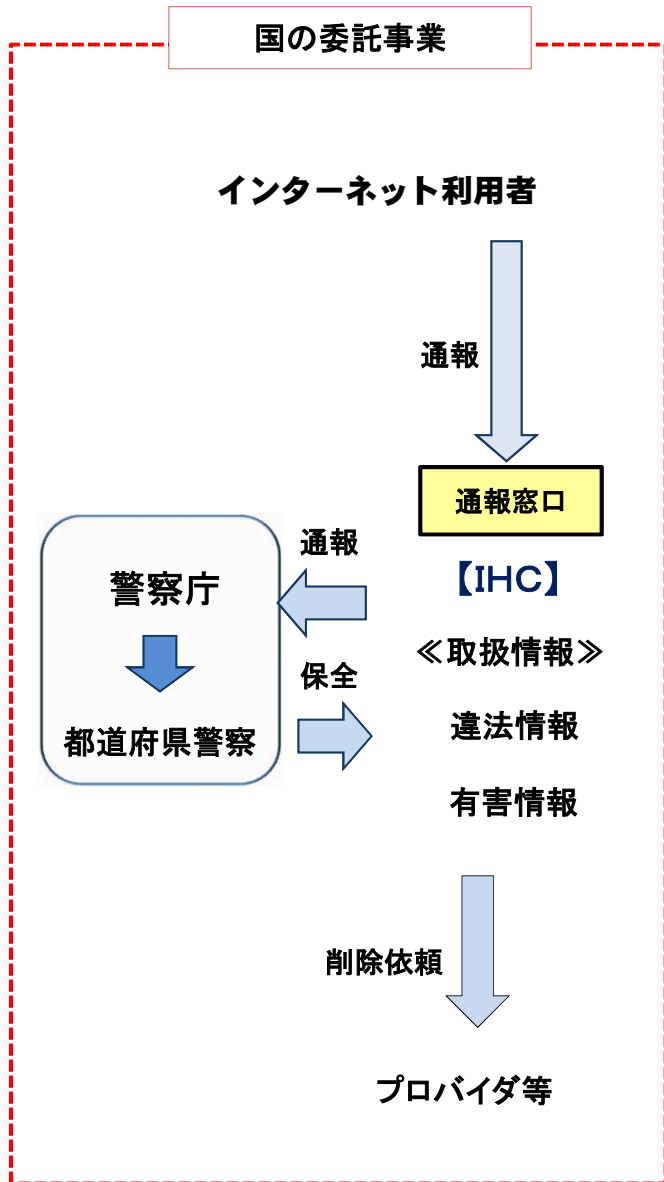 国の委託事業
インターネット利用者
通報
通報窓口
通報
【IHC】
警察庁
≪取扱情報≫
保全
都道府県警察
違法情報
有害情報
削除依頼
プロバイダ等